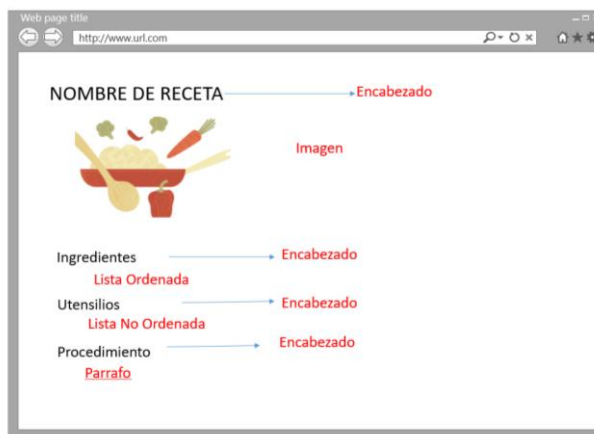 Web page title
http://www.url.com
NOMBRE DE RECETA Encabezado
Imagen
Ingredientes Encabezado
Lista Ordenada
Utensilios Encabezado
Lista No Ordenada
Procedimiento Encabezado
Parrafo